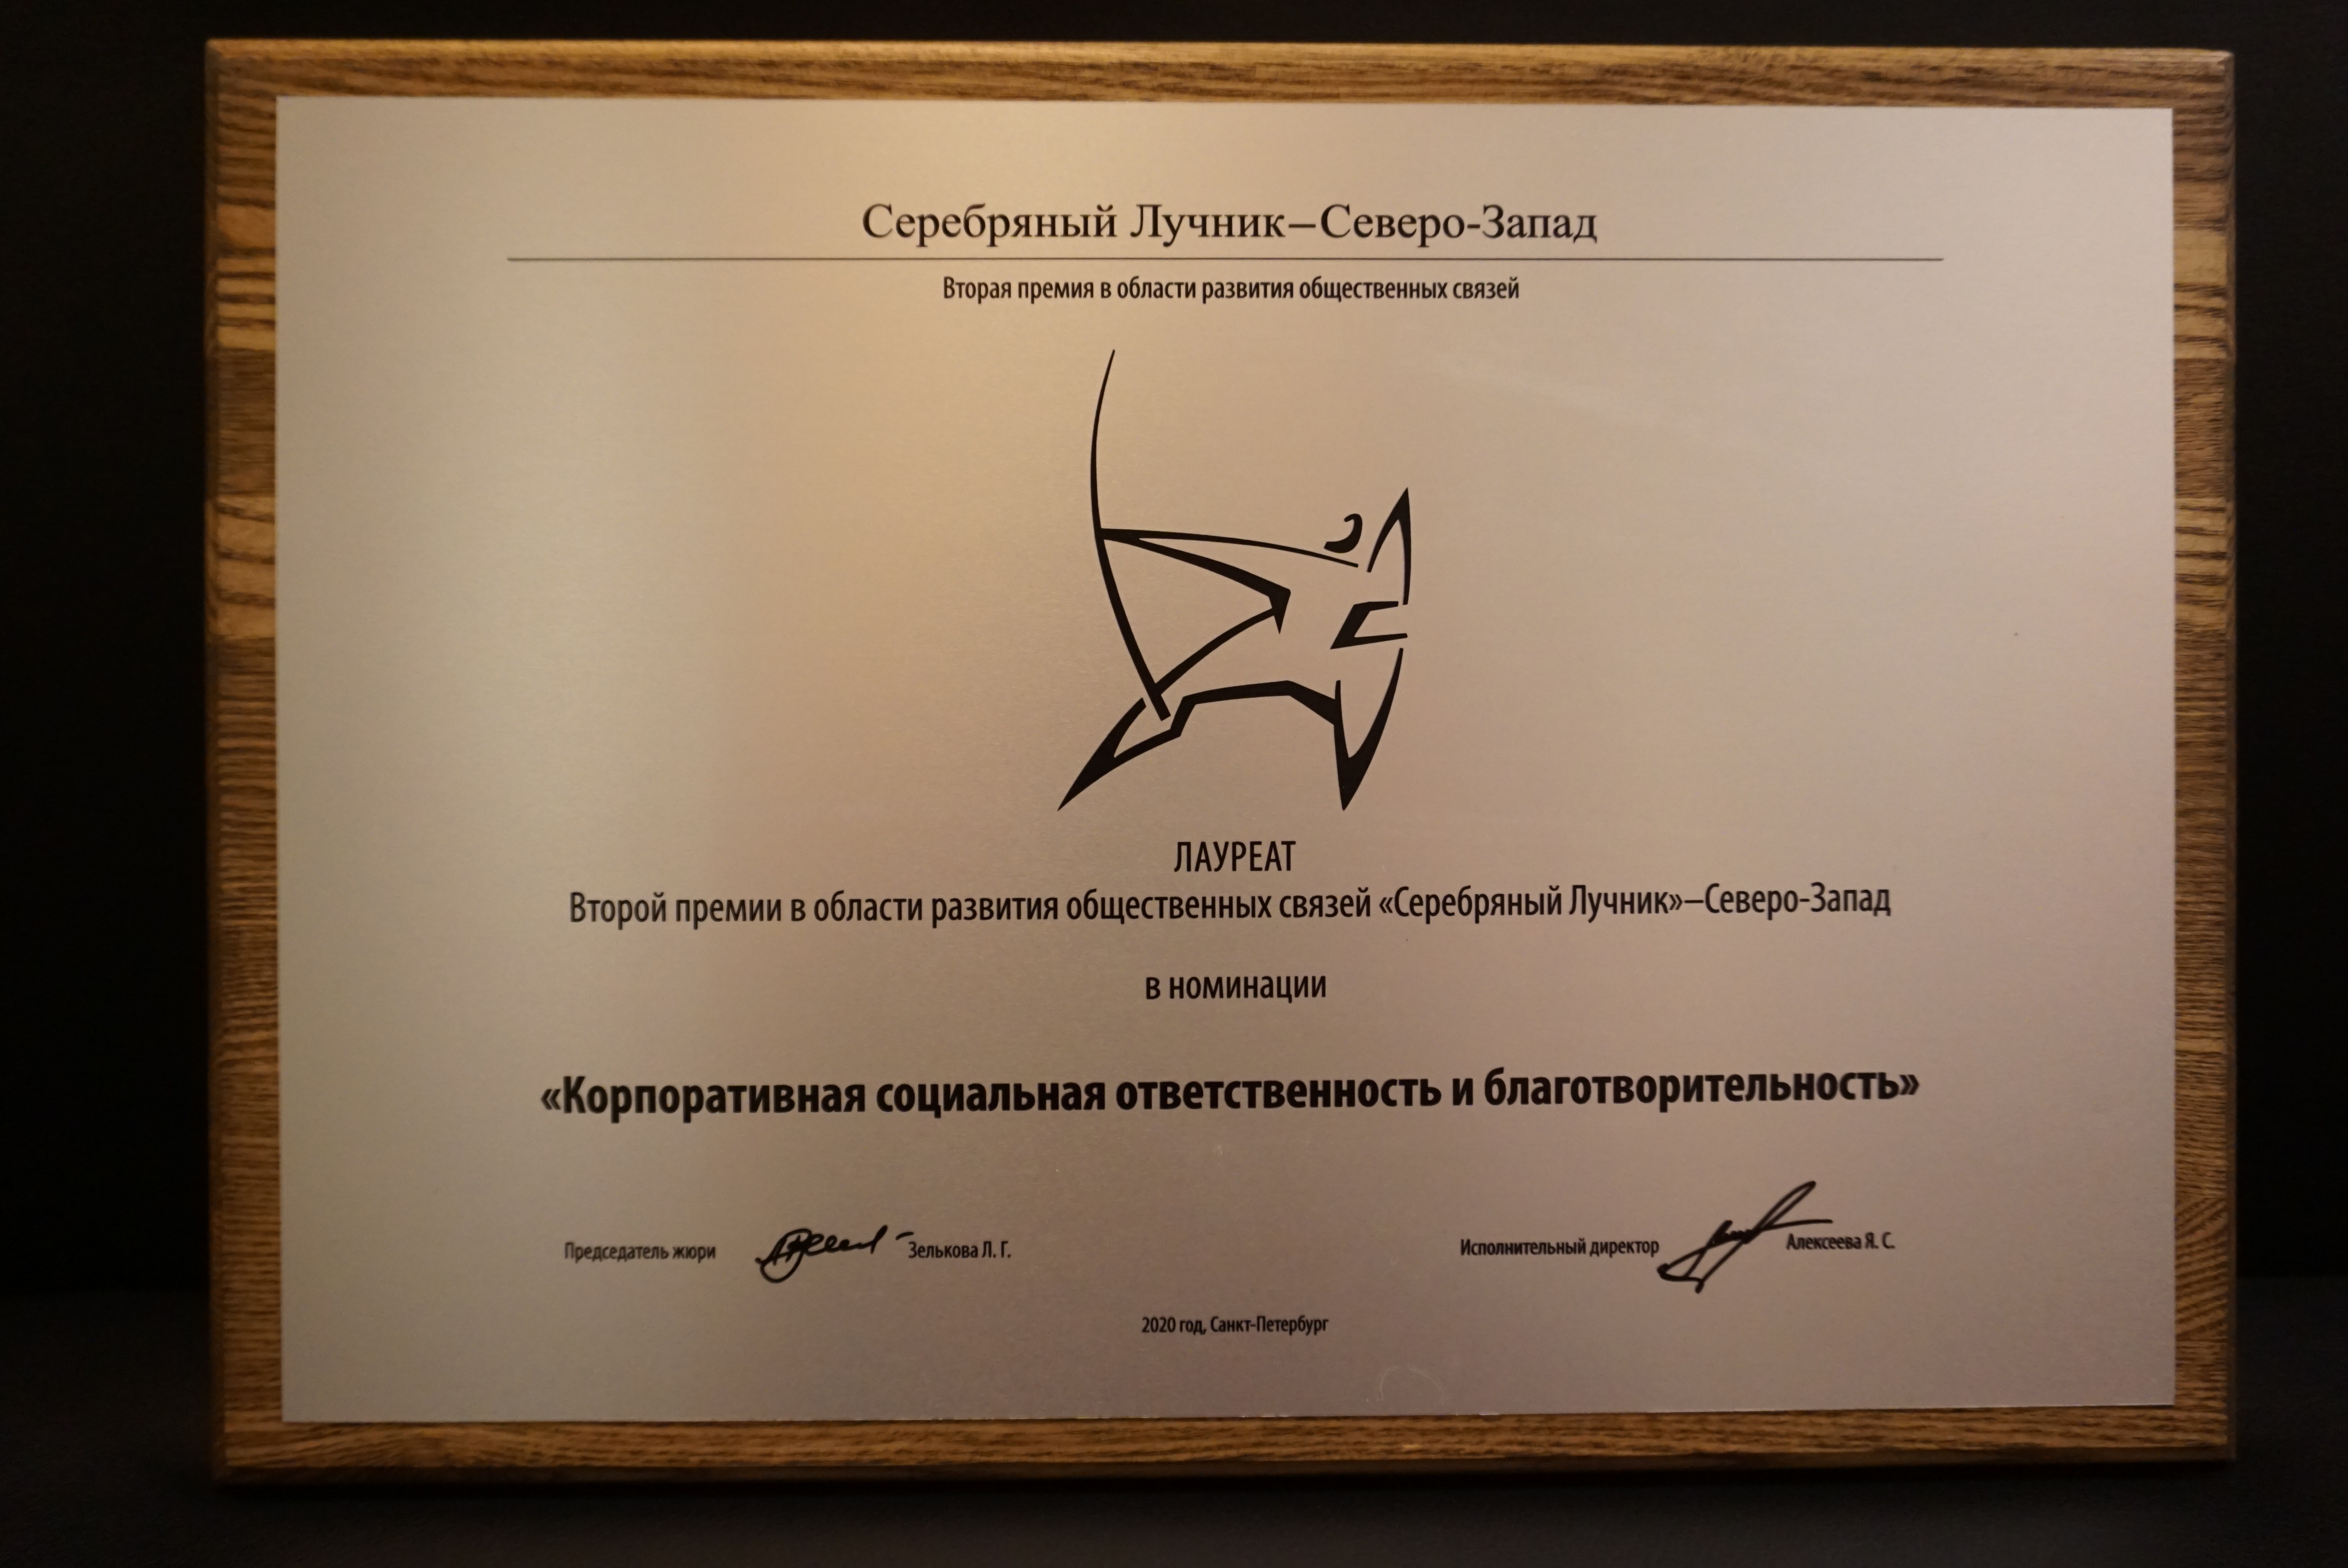 Серебряный Лучник–Северо-Запад
Вторая премия в области развития общественных связей
ЛАУРЕАТ
Второй премии в области развития общественных связей «Серебряный Лучник»–Северо-Запад
в номинации
«Корпоративная социальная ответственность и благотворительность»
Председатель жюри Зелькова Л. Г.
Исполнительный директор Алексеева Я. С.
2020 год, Санкт-Петербург